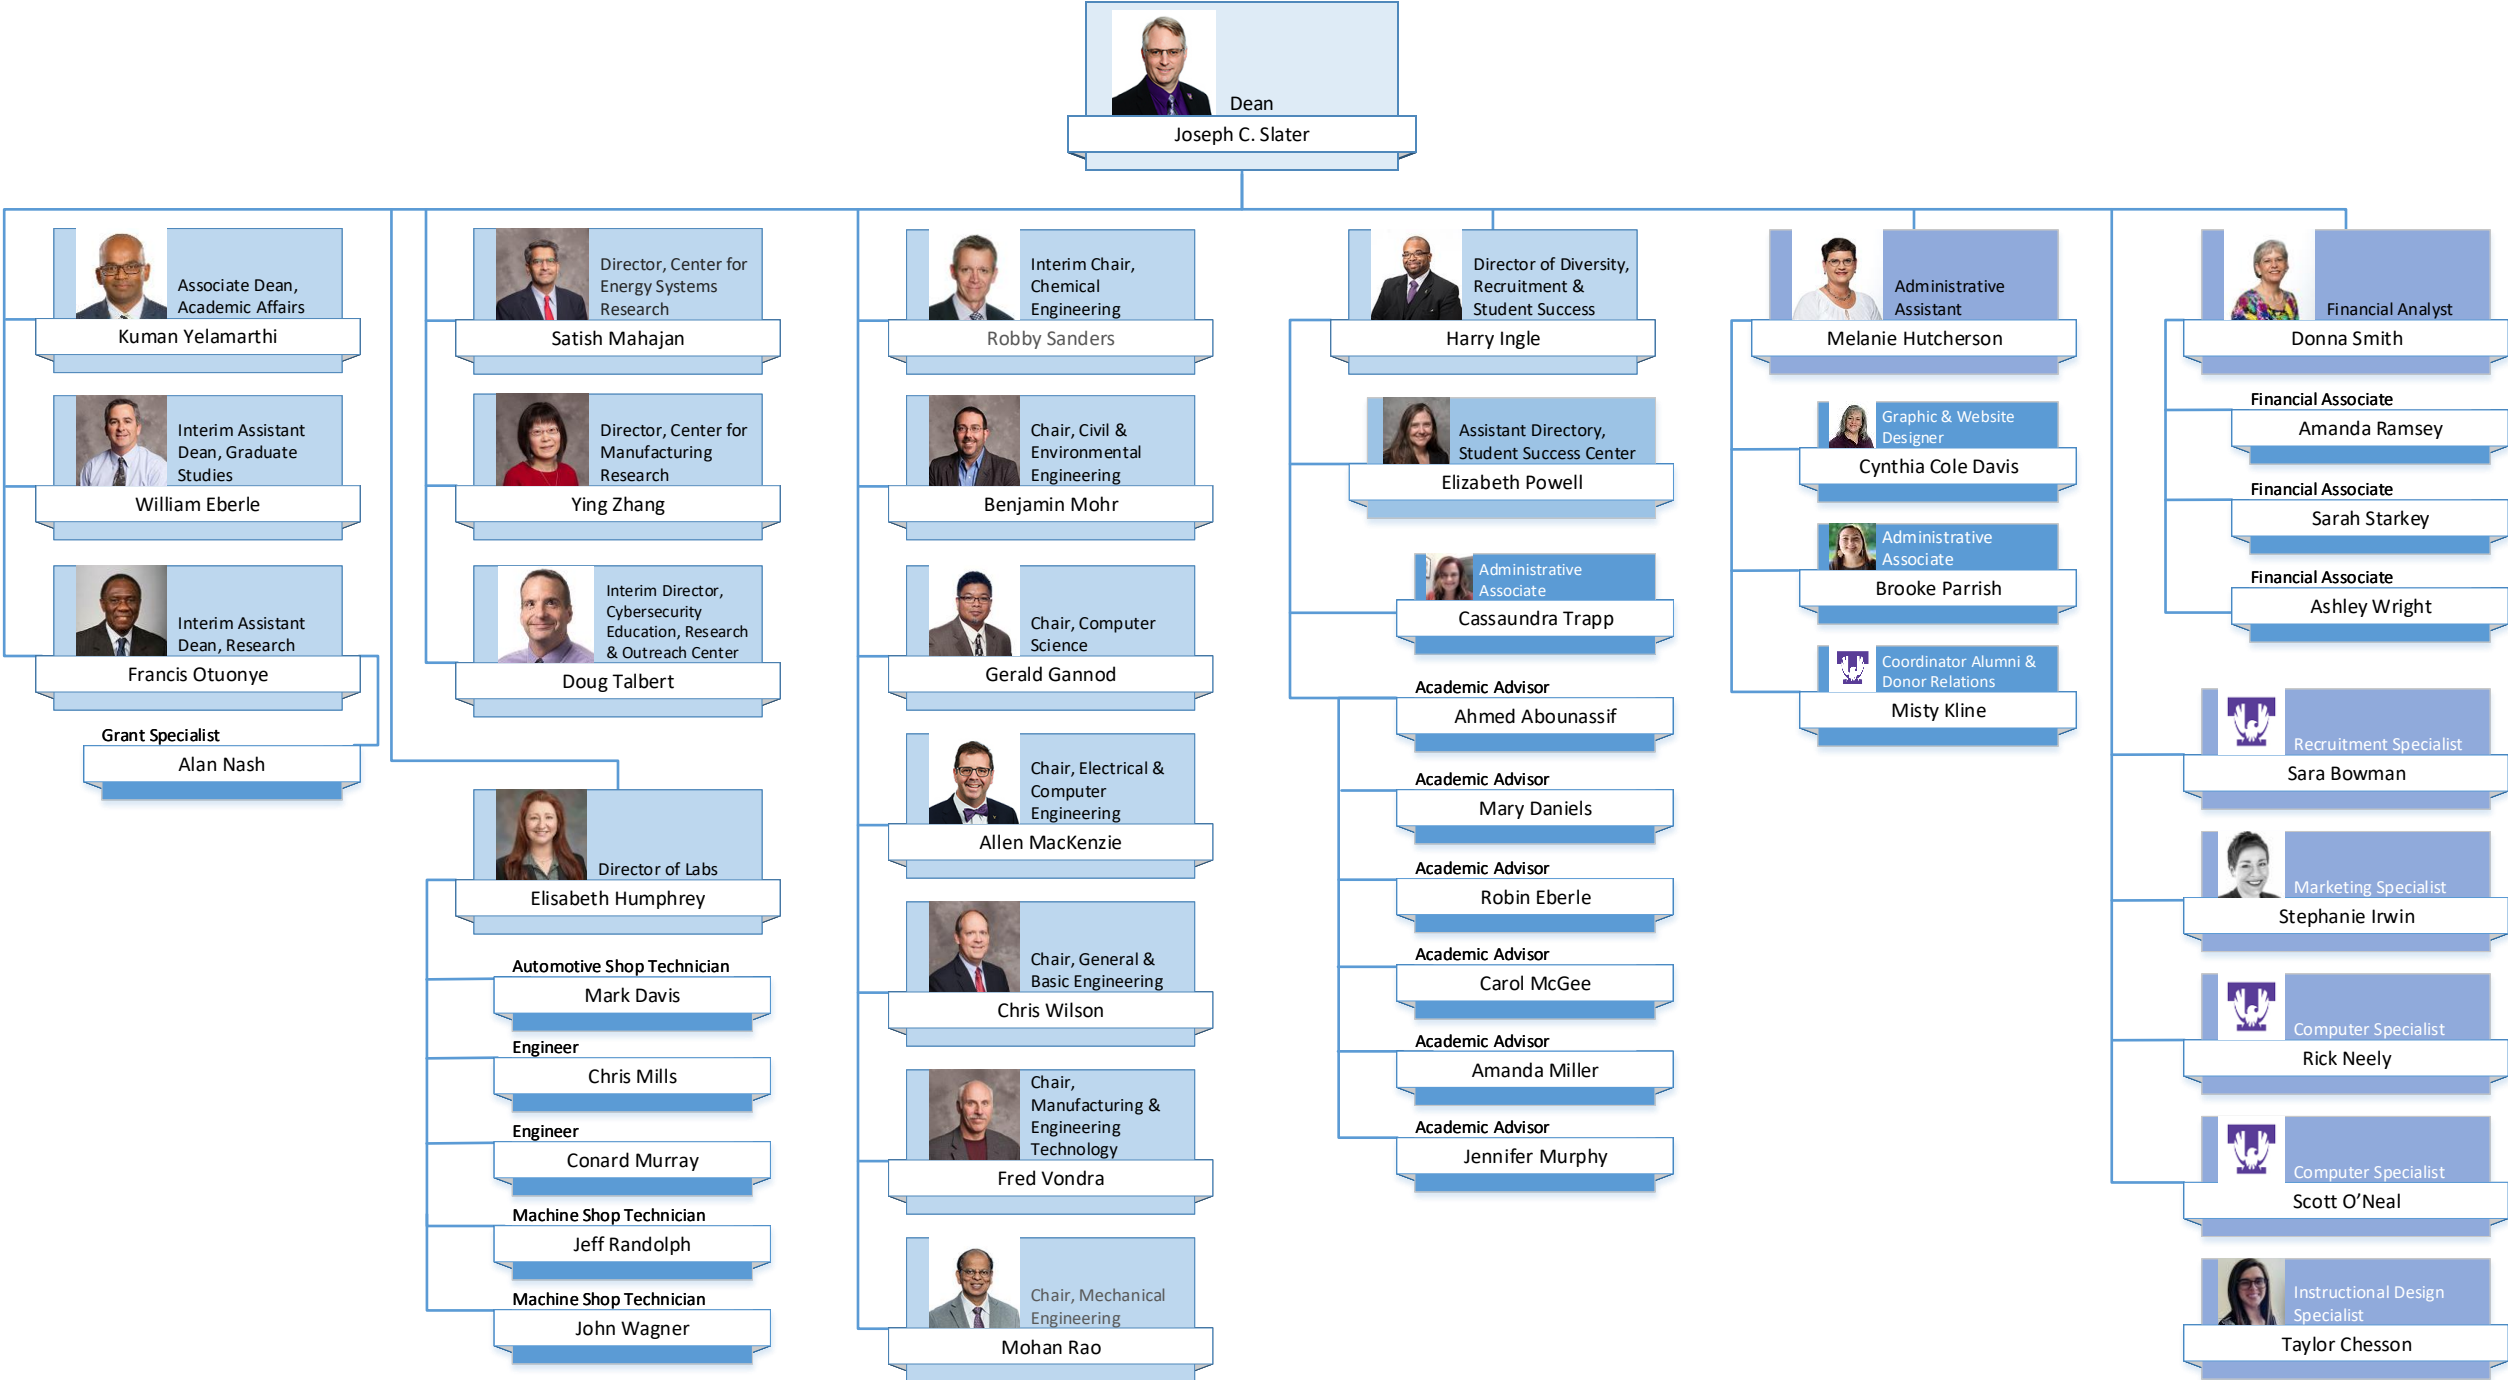 Dean
Joseph C. Slater
Associate Dean,
Academic Affairs
Kuman Yelamarthi
Interim Assistant
Dean, Graduate
Studies
William Eberle
Interim Assistant
Dean, Research
Francis Otuonye
Grant Specialist
Alan Nash
Director, Center for
Energy Systems
Research
Satish Mahajan
Director, Center for
Manufacturing
Research
Ying Zhang
Interim Director,
Cybersecurity
Education, Research
& Outreach Center
Doug Talbert
Director of Labs
Elisabeth Humphrey
Automotive Shop Technician
Mark Davis
Engineer
Chris Mills
Engineer
Conard Murray
Machine Shop Technician
Jeff Randolph
Machine Shop Technician
John Wagner
Interim Chair,
Chemical
Engineering
Robby Sanders
Chair, Civil &
Environmental
Engineering
Benjamin Mohr
Chair, Computer
Science
Gerald Gannod
Chair, Electrical &
Computer
Engineering
Allen MacKenzie
Chair, General &
Basic Engineering
Chris Wilson
Chair,
Manufacturing &
Engineering
Technology
Fred Vondra
Chair, Mechanical
Engineering
Mohan Rao
Director of Diversity,
Recruitment &
Student Success
Harry Ingle
Assistant Directory,
Student Success Center
Elizabeth Powell
Administrative
Associate
Cassaundra Trapp
Academic Advisor
Ahmed Abounassif
Academic Advisor
Mary Daniels
Academic Advisor
Robin Eberle
Academic Advisor
Carol McGee
Academic Advisor
Amanda Miller
Academic Advisor
Jennifer Murphy
Administrative
Assistant
Melanie Hutcherson
Graphic & Website
Designer
Cynthia Cole Davis
Administrative
Associate
Brooke Parrish
Coordinator Alumni &
Donor Relations
Misty Kline
Financial Analyst
Donna Smith
Financial Associate
Amanda Ramsey
Financial Associate
Sarah Starkey
Financial Associate
Ashley Wright
Recruitment Specialist
Sara Bowman
Marketing Specialist
Stephanie Irwin
Computer Specialist
Rick Neely
Computer Specialist
Scott O’Neal
Instructional Design
Specialist
Taylor Chesson